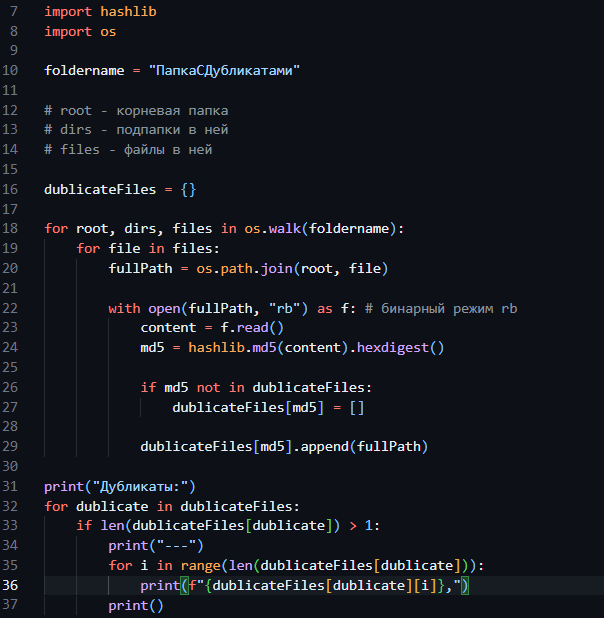 7 import hashlib
8 import os
9
10 foldername = "ПапкаСДубликатами"
11
12 # root - корневая папка
13 # dirs - подпапки в ней
14 # files - файлы в ней
15
16 dublicateFiles = {}
17
18 for root, dirs, files in os.walk(foldername):
19     for file in files:
20         fullPath = os.path.join(root, file)
21
22         with open(fullPath, "rb") as f: # бинарный режим rb
23             content = f.read()
24             md5 = hashlib.md5(content).hexdigest()
25
26             if md5 not in dublicateFiles:
27                 dublicateFiles[md5] = []
28
29             dublicateFiles[md5].append(fullPath)
30
31 print("Дубликаты:")
32 for dublicate in dublicateFiles:
33     if len(dublicateFiles[dublicate]) > 1:
34         print("---")
35         for i in range(len(dublicateFiles[dublicate])):
36             print(f"{dublicateFiles[dublicate][i]},")
37         print()